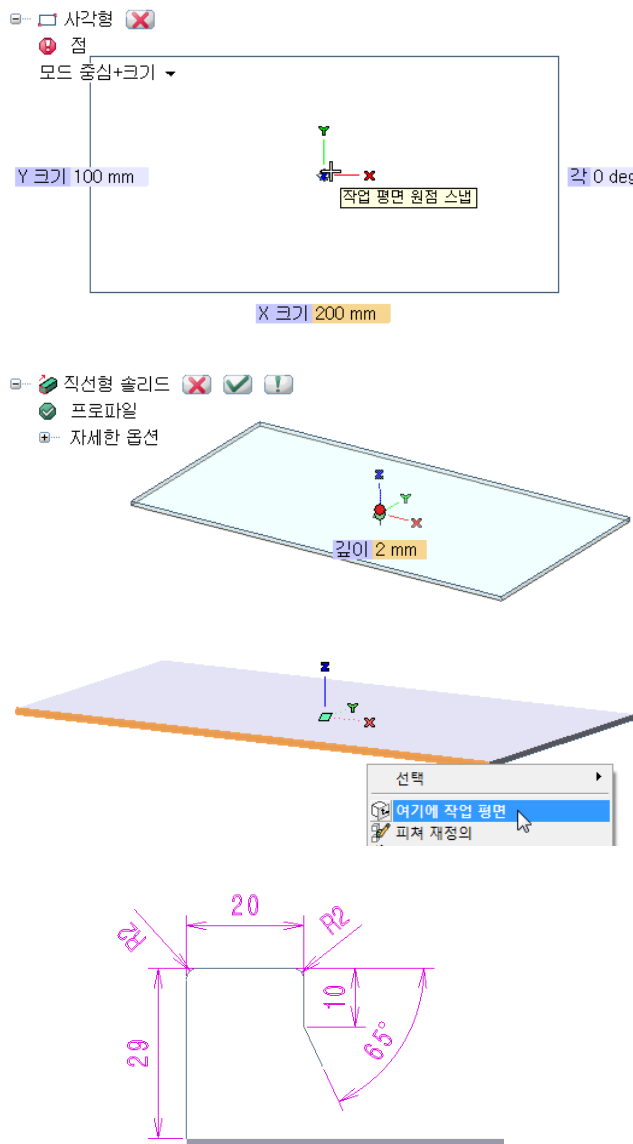 사각형
점
모드 중심+크기
Y
X
작업 평면 원점 스냅
Y 크기 100 mm
각 0 deg
X 크기 200 mm
직선형 솔리드
프로파일
자세한 옵션
Z
Y
X
깊이 2 mm
Z
Y
X
선택
여기에 작업 평면
피쳐 재정의
20
R2
R2
10
29
65°